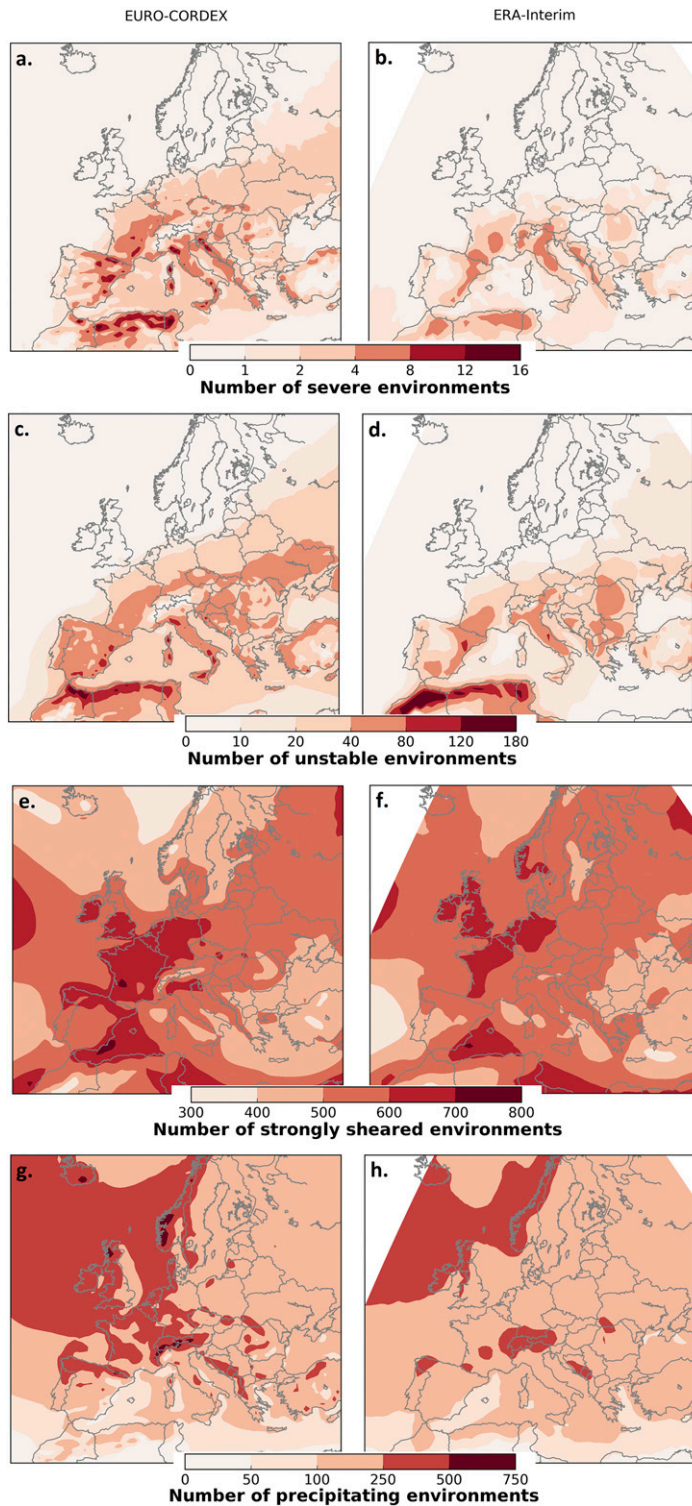 EURO-CORDEX ERA-Interim
a. b.
0 1 2 4 8 12 16
Number of severe environments
c. d.
0 10 20 40 80 120 180
Number of unstable environments
e. f.
300 400 500 600 700 800
Number of strongly sheared environments
g. h.
0 50 100 250 500 750
Number of precipitating environments